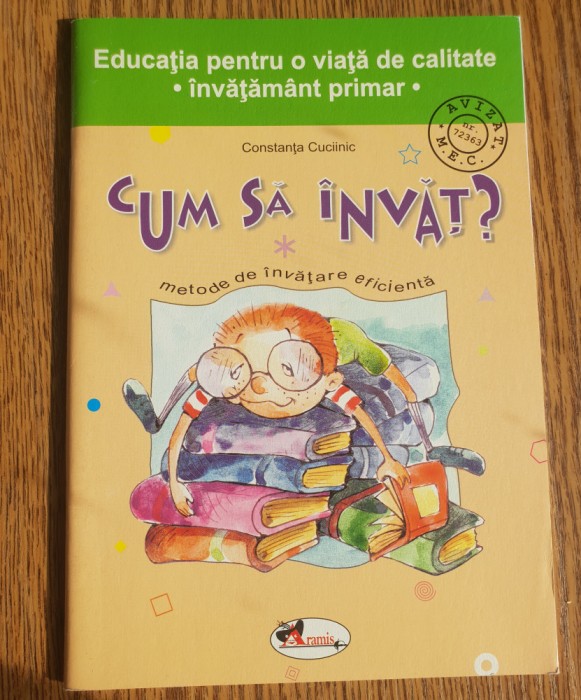 Educaţia pentru o viaţă de calitate
• învăţământ primar •
AVIZAT
nr.
72363
M.E.C.
Constanţa Cuciinic
CUM SĂ ÎNVĂŢ?
metode de învăţare eficientă
Aramis